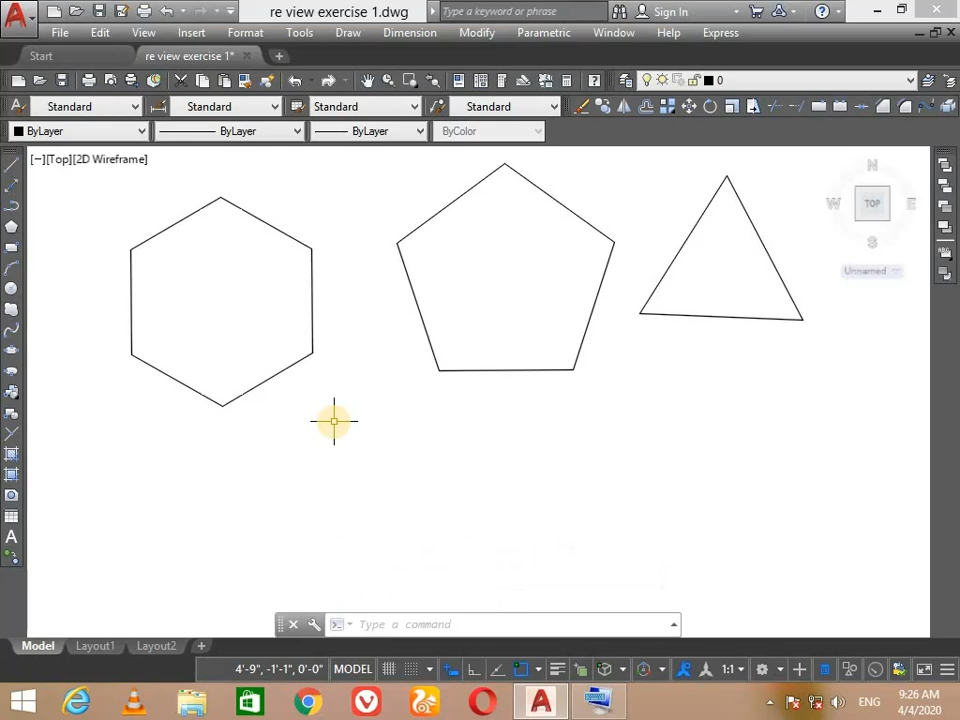 re view exercise 1.dwg
Type a keyword or phrase
Sign In
File Edit View Insert Format Tools Draw Dimension Modify Parametric Window Help Express
Start
re view exercise 1*
0
Standard Standard Standard Standard
ByLayer ByLayer ByLayer ByColor
[−][Top][2D Wireframe]
N
W TOP E
S
Unnamed
Type a command
Model Layout1 Layout2 +
4'-9", -1'-1", 0'-0" MODEL 1:1
ENG
9:26 AM
4/4/2020